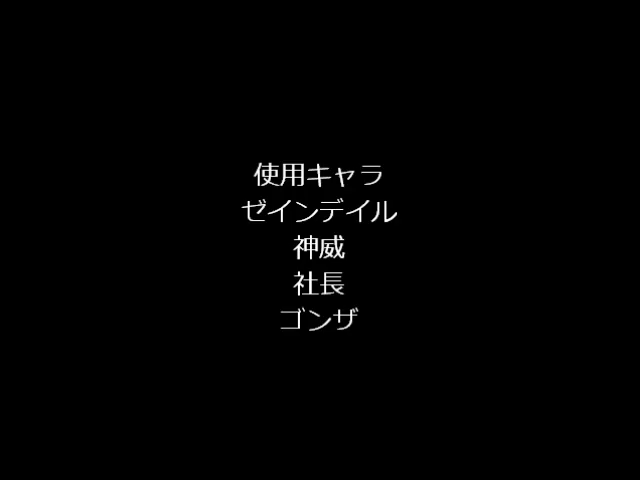 使用キャラ
ゼインデイル
神威
社長
ゴンザ